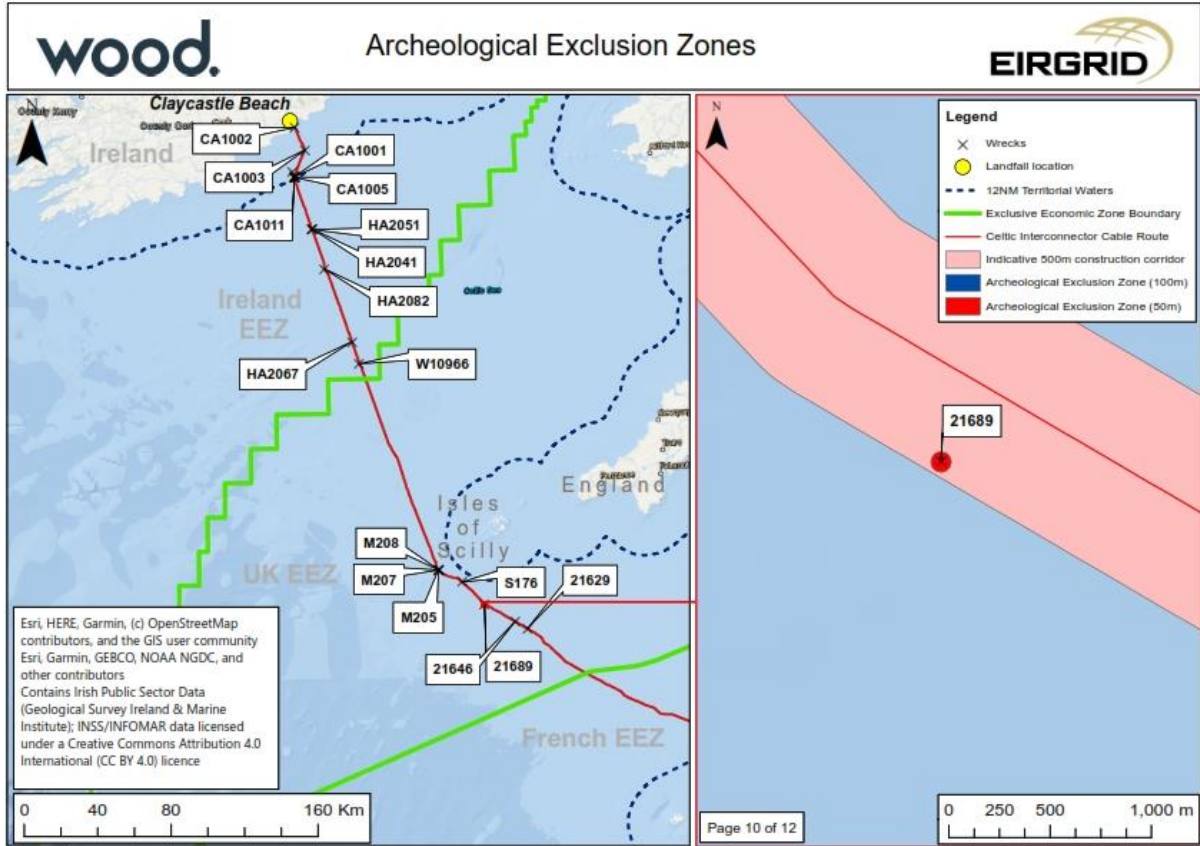 wood.
Archeological Exclusion Zones
EIRGRID
N
Claycastle Beach
Ireland
CA1002
CA1001
CA1003
CA1005
CA1011
HA2051
HA2041
HA2082
Ireland
EEZ
HA2067
W10966
Celtic Sea
England
Isles
of
Scilly
M208
M207
M205
UK EEZ
S176
21629
21646
21689
French EEZ
Esri, HERE, Garmin, (c) OpenStreetMap
contributors, and the GIS user community
Esri, Garmin, GEBCO, NOAA NGDC, and
other contributors
Contains Irish Public Sector Data
(Geological Survey Ireland & Marine
Institute); INSS/INFOMAR data licensed
under a Creative Commons Attribution 4.0
International (CC BY 4.0) licence
0 40 80 160 Km
N
Legend
Wrecks
Landfall location
12NM Territorial Waters
Exclusive Economic Zone Boundary
Celtic Interconnector Cable Route
Indicative 500m construction corridor
Archeological Exclusion Zone (100m)
Archeological Exclusion Zone (50m)
21689
Page 10 of 12
0 250 500 1,000 m